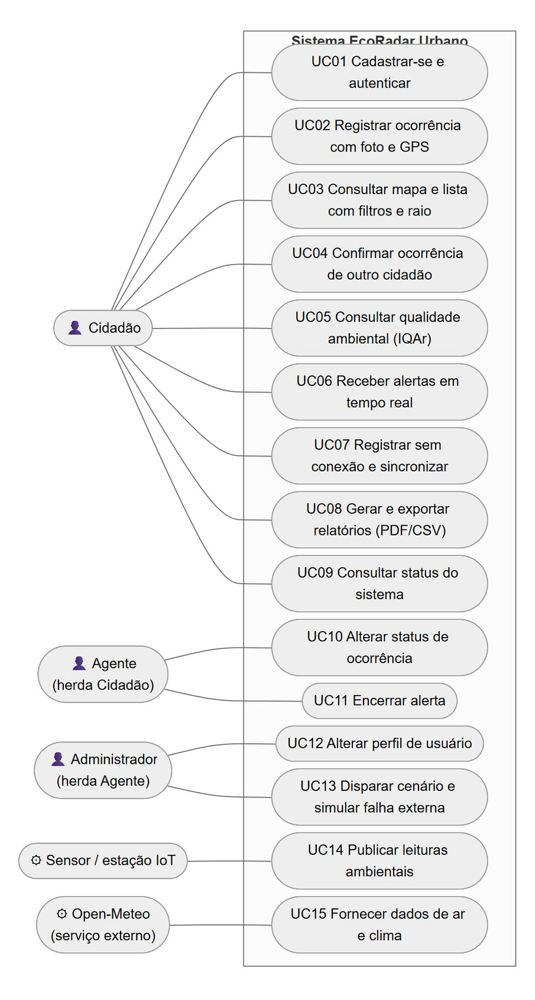 Sistema EcoRadar Urbano
UC01 Cadastrar-se e
autenticar
UC02 Registrar ocorrência
com foto e GPS
UC03 Consultar mapa e lista
com filtros e raio
UC04 Confirmar ocorrência
de outro cidadão
Cidadão
UC05 Consultar qualidade
ambiental (IQAr)
UC06 Receber alertas em
tempo real
UC07 Registrar sem
conexão e sincronizar
UC08 Gerar e exportar
relatórios (PDF/CSV)
UC09 Consultar status do
sistema
UC10 Alterar status de
ocorrência
Agente
(herda Cidadão)
UC11 Encerrar alerta
UC12 Alterar perfil de usuário
Administrador
(herda Agente)
UC13 Disparar cenário e
simular falha externa
Sensor / estação IoT
UC14 Publicar leituras
ambientais
Open-Meteo
(serviço externo)
UC15 Fornecer dados de ar
e clima